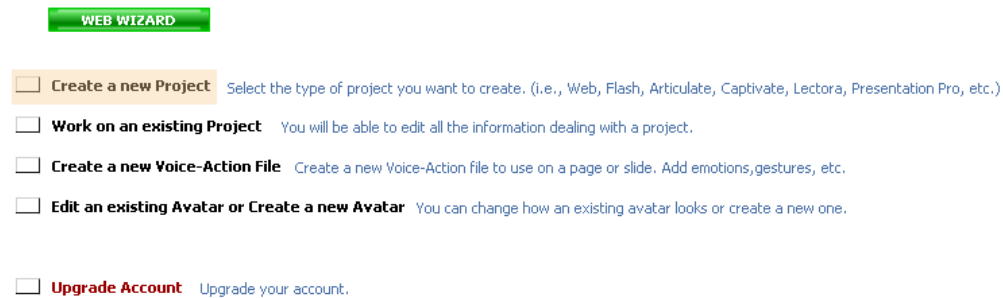 WEB WIZARD
Create a new Project Select the type of project you want to create. (i.e., Web, Flash, Articulate, Captivate, Lectora, Presentation Pro, etc.)
Work on an existing Project You will be able to edit all the information dealing with a project.
Create a new Voice-Action File Create a new Voice-Action file to use on a page or slide. Add emotions,gestures, etc.
Edit an existing Avatar or Create a new Avatar You can change how an existing avatar looks or create a new one.
Upgrade Account Upgrade your account.